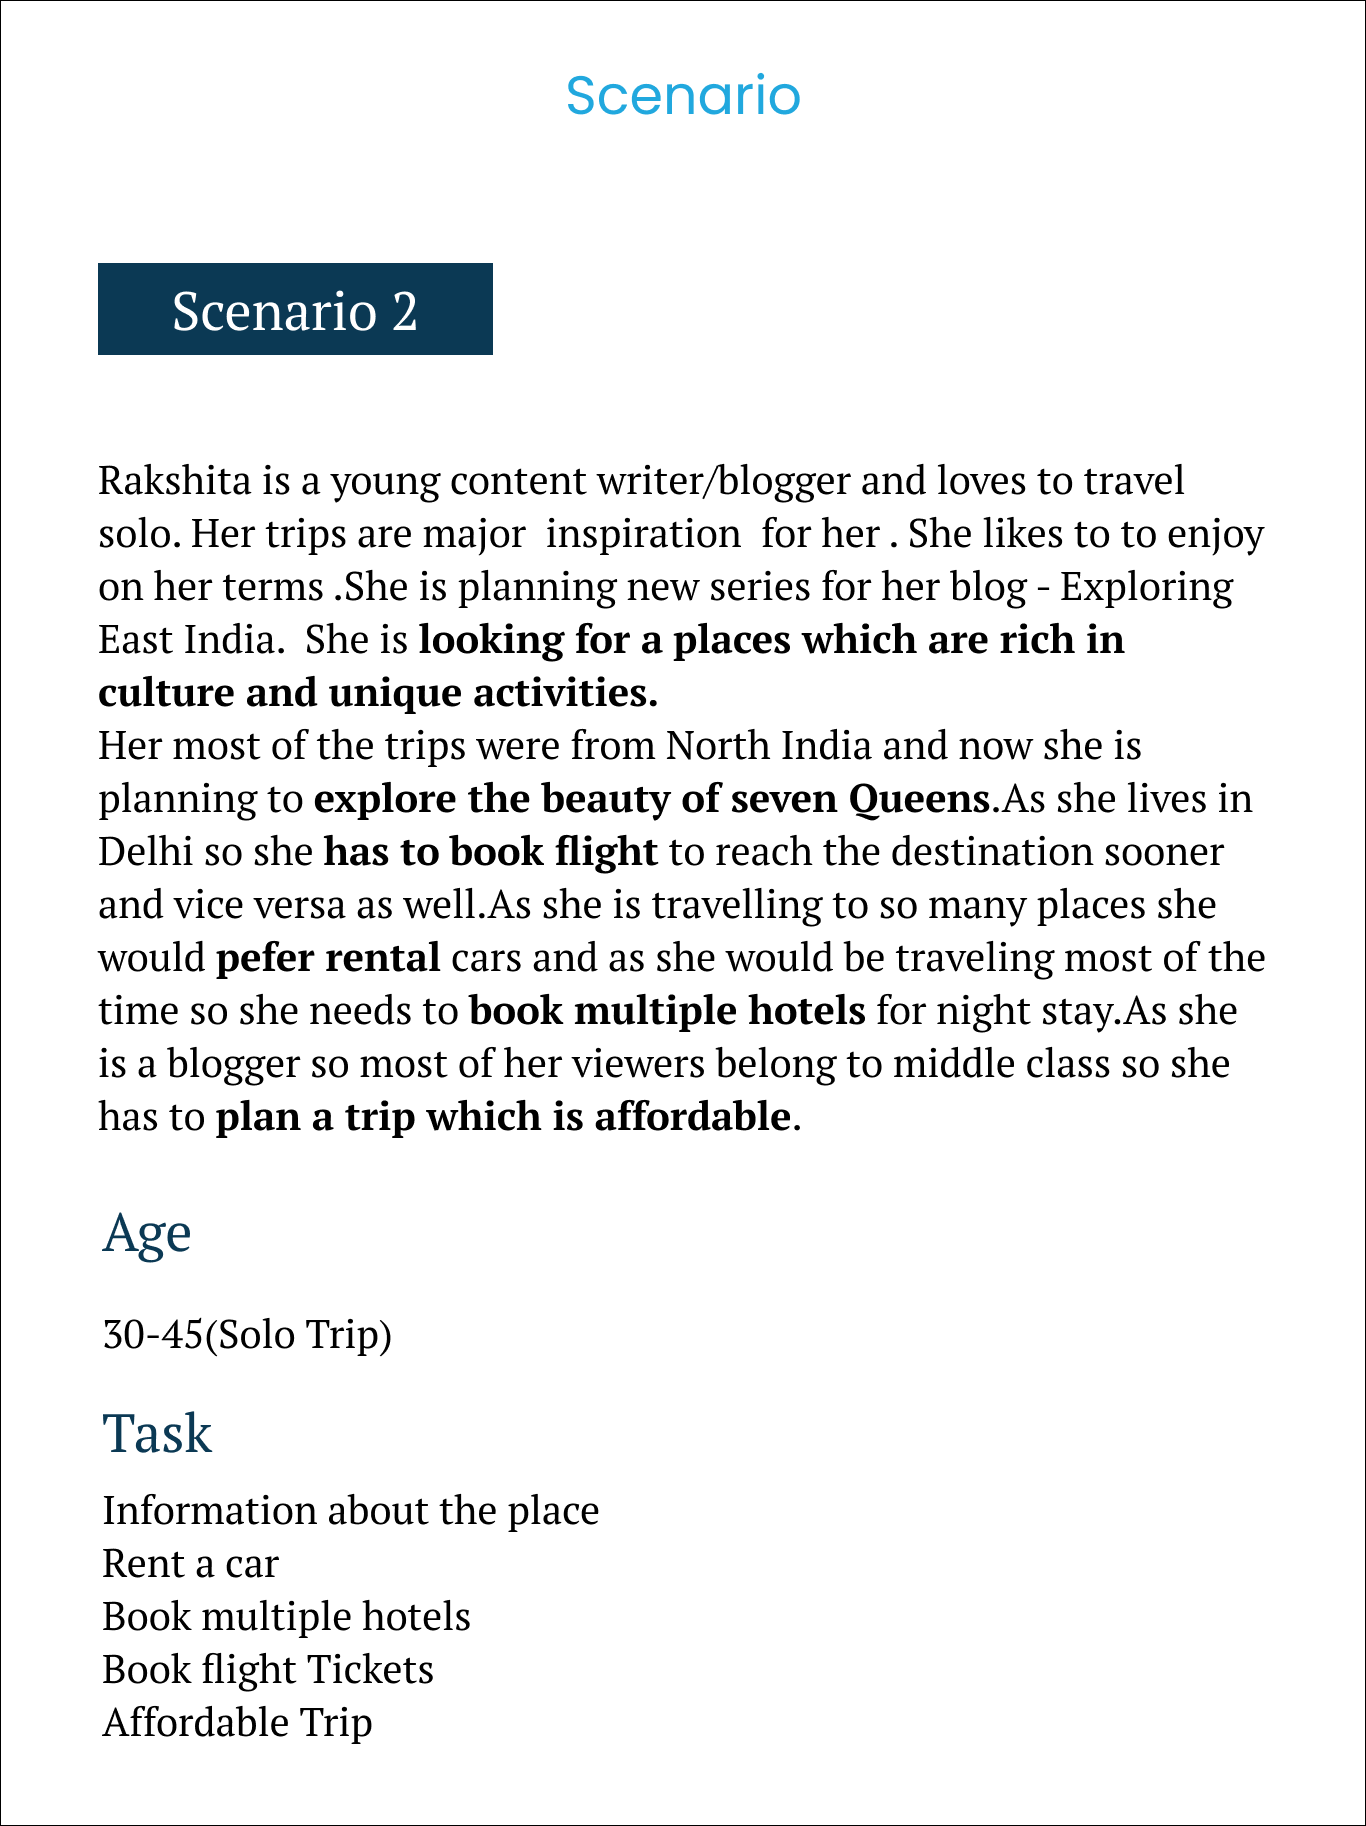 Scenario
Scenario 2
Rakshita is a young content writer/blogger and loves to travel
solo. Her trips are major  inspiration  for her . She likes to to enjoy
on her terms .She is planning new series for her blog - Exploring
East India.  She is looking for a places which are rich in
culture and unique activities.
Her most of the trips were from North India and now she is
planning to explore the beauty of seven Queens.As she lives in
Delhi so she has to book flight to reach the destination sooner
and vice versa as well.As she is travelling to so many places she
would pefer rental cars and as she would be traveling most of the
time so she needs to book multiple hotels for night stay.As she
is a blogger so most of her viewers belong to middle class so she
has to plan a trip which is affordable.
Age
30-45(Solo Trip)
Task
Information about the place
Rent a car
Book multiple hotels
Book flight Tickets
Affordable Trip